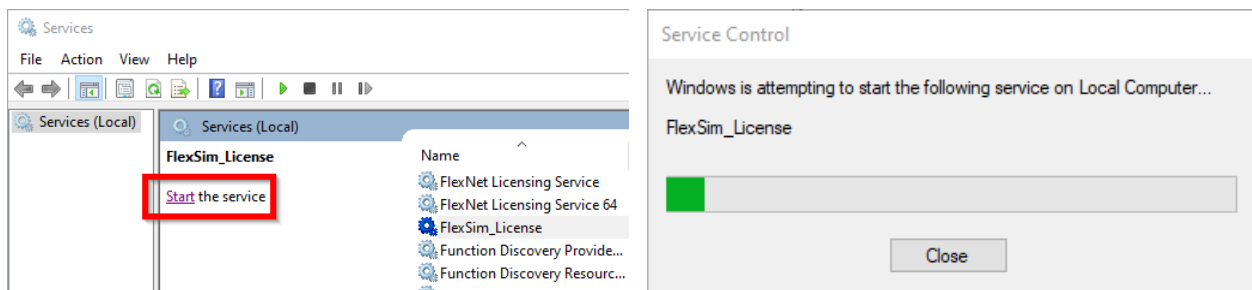 Services
File Action View Help
Services (Local)
Services (Local)
FlexSim_License
Start the service
Name
FlexNet Licensing Service
FlexNet Licensing Service 64
FlexSim_License
Function Discovery Provide...
Function Discovery Resourc...
Service Control
Windows is attempting to start the following service on Local Computer...
FlexSim_License
Close